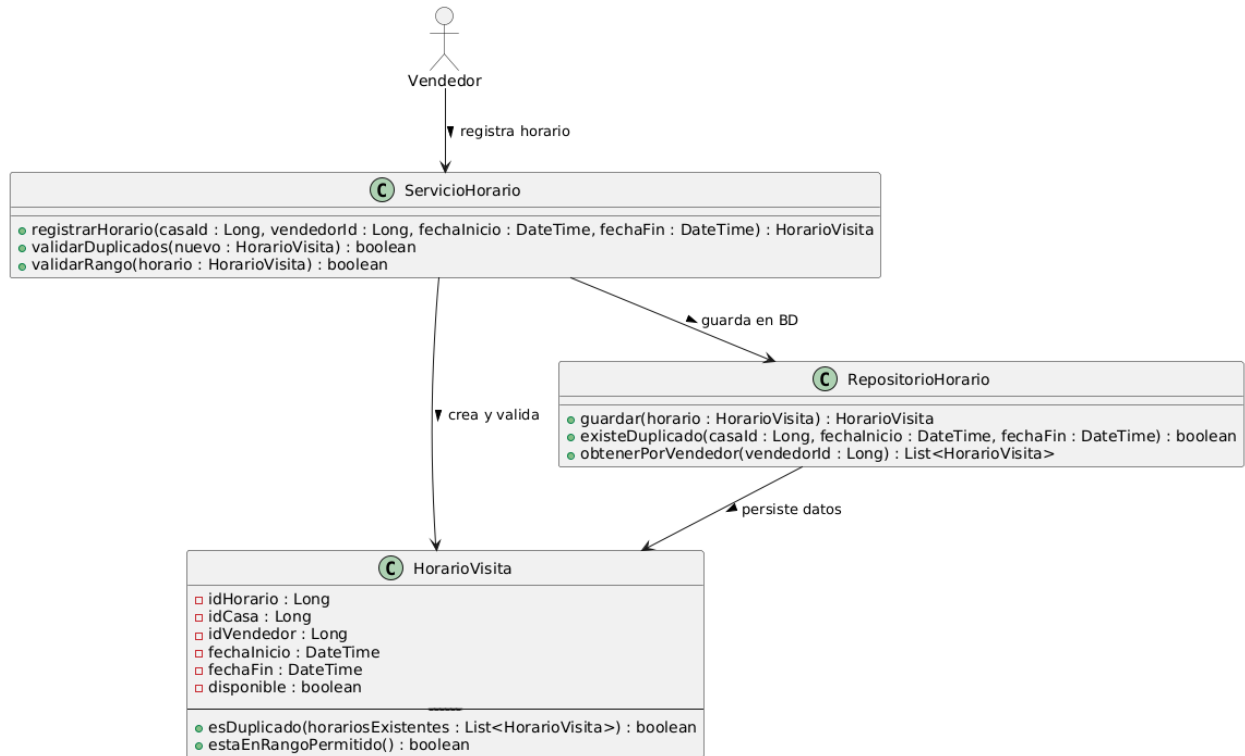 Vendedor
registra horario
C ServicioHorario
registrarHorario(casaId : Long, vendedorId : Long, fechaInicio : DateTime, fechaFin : DateTime) : HorarioVisita
validarDuplicados(nuevo : HorarioVisita) : boolean
validarRango(horario : HorarioVisita) : boolean
guarda en BD
C RepositorioHorario
guardar(horario : HorarioVisita) : HorarioVisita
existeDuplicado(casaId : Long, fechaInicio : DateTime, fechaFin : DateTime) : boolean
obtenerPorVendedor(vendedorId : Long) : List<HorarioVisita>
crea y valida
persiste datos
C HorarioVisita
idHorario : Long
idCasa : Long
idVendedor : Long
fechaInicio : DateTime
fechaFin : DateTime
disponible : boolean
esDuplicado(horariosExistentes : List<HorarioVisita>) : boolean
estaEnRangoPermitido() : boolean